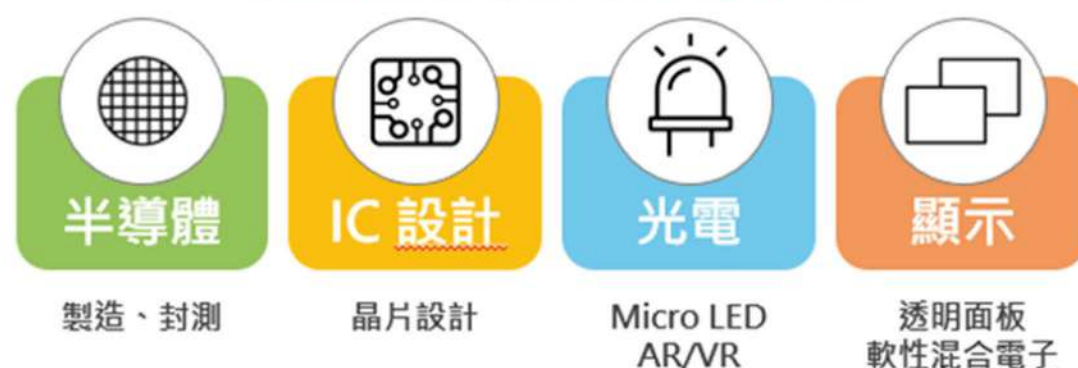 半導體
IC 設計
光電
顯示
製造、封測
晶片設計
Micro LED
AR/VR
透明面板
軟性混合電子